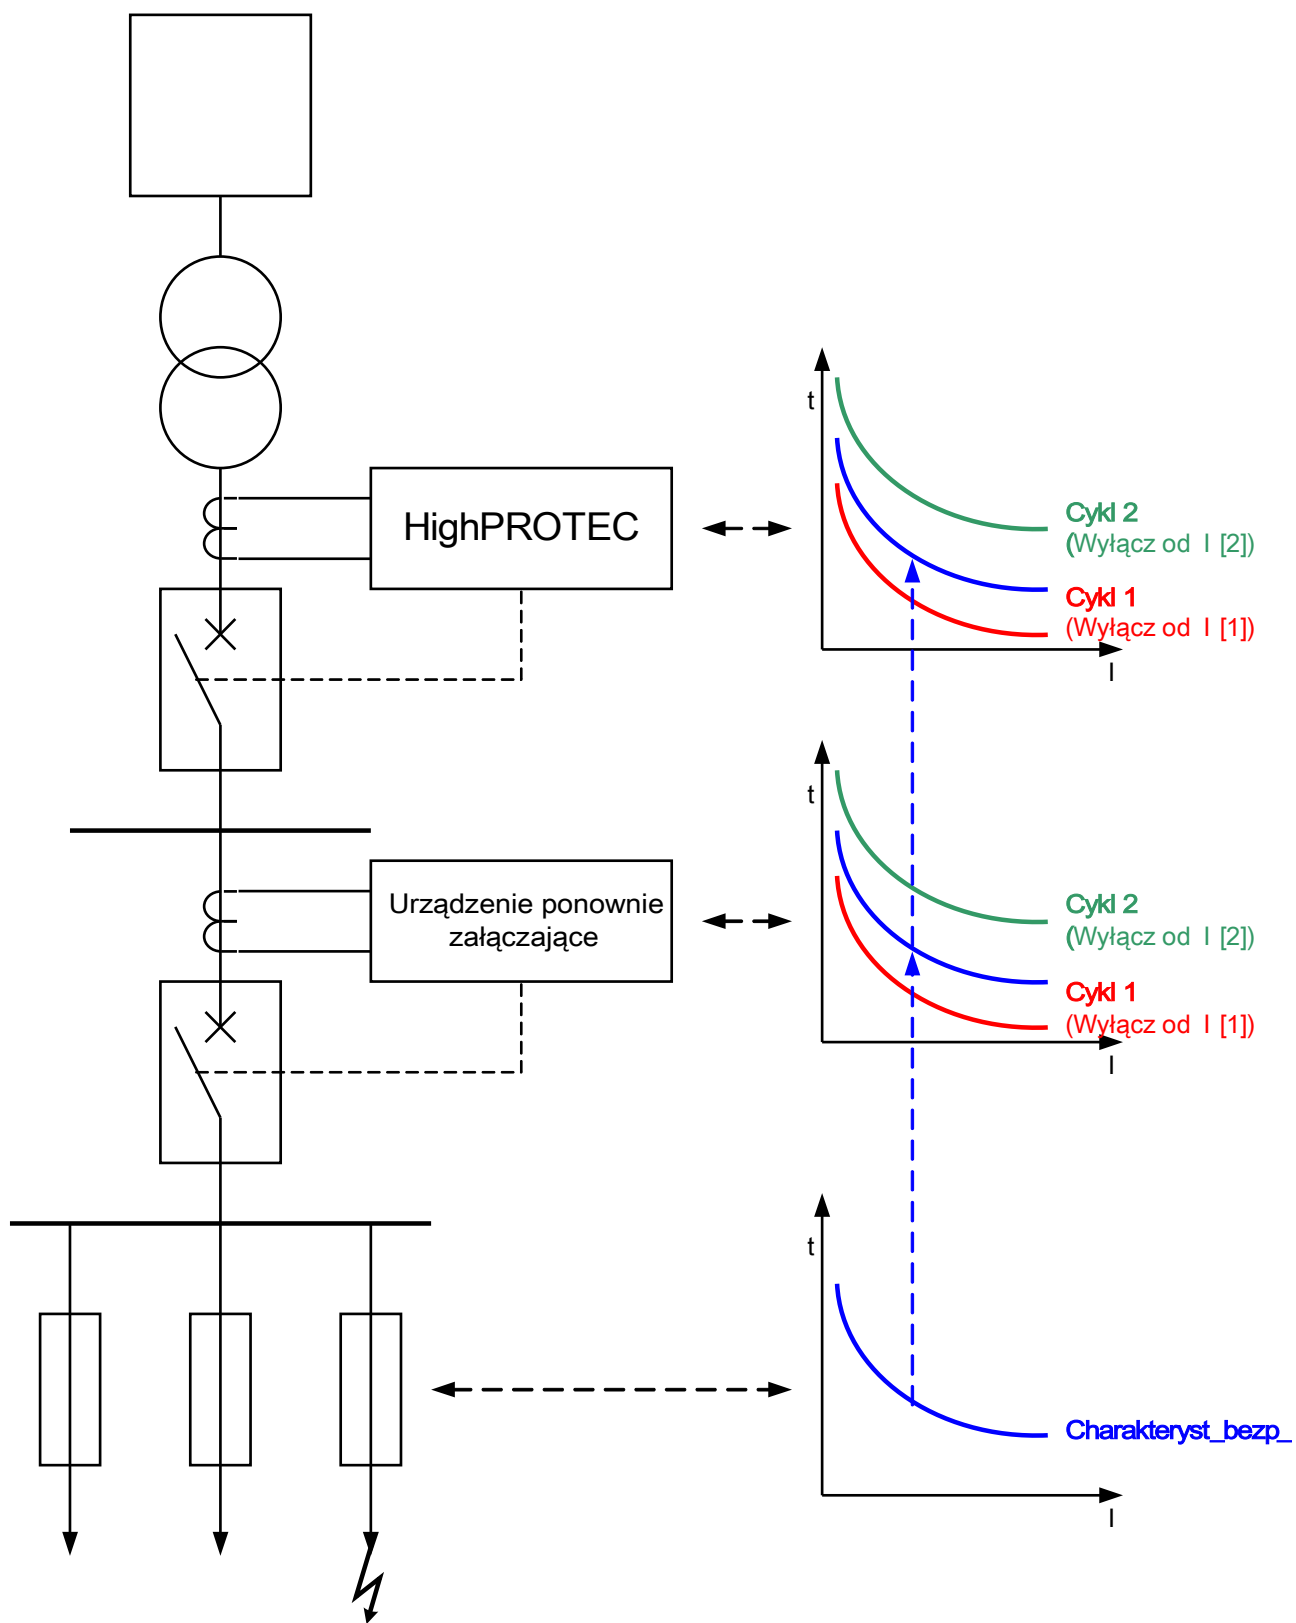 t
HighPROTEC
Cykl 2
(Wyłącz od I [2])
Cykl 1
(Wyłącz od I [1])
I
t
Urządzenie ponownie
załączające
Cykl 2
(Wyłącz od I [2])
Cykl 1
(Wyłącz od I [1])
I
t
Charakteryst_bezp_
I